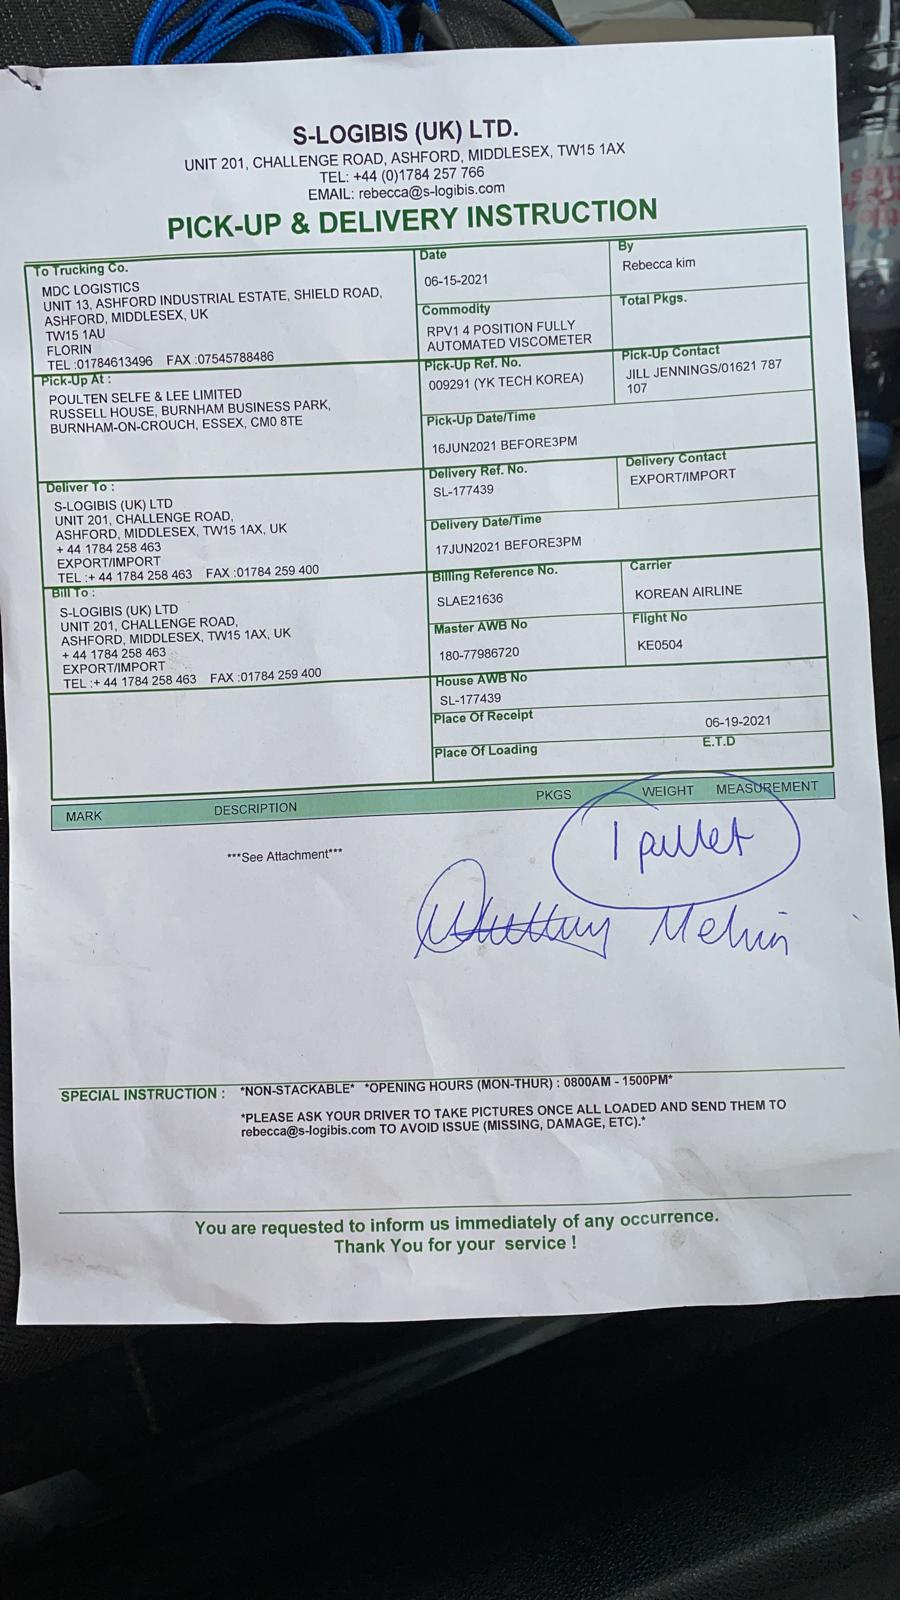 S-LOGIBIS (UK) LTD.
UNIT 201, CHALLENGE ROAD, ASHFORD, MIDDLESEX, TW15 1AX
TEL: +44 (0)1784 257 766
EMAIL: rebecca@s-logibis.com
PICK-UP & DELIVERY INSTRUCTION
To Trucking Co.
MDC LOGISTICS
UNIT 13, ASHFORD INDUSTRIAL ESTATE, SHIELD ROAD,
ASHFORD, MIDDLESEX, UK
TW15 1AU
FLORIN
TEL :01784613496 FAX :07545788486
Date
06-15-2021
By
Rebecca kim
Commodity
RPV1 4 POSITION FULLY
AUTOMATED VISCOMETER
Total Pkgs.
Pick-Up At :
POULTEN SELFE & LEE LIMITED
RUSSELL HOUSE, BURNHAM BUSINESS PARK,
BURNHAM-ON-CROUCH, ESSEX, CM0 8TE
Pick-Up Ref. No.
009291 (YK TECH KOREA)
Pick-Up Contact
JILL JENNINGS/01621 787
107
Pick-Up Date/Time
16JUN2021 BEFORE3PM
Deliver To :
S-LOGIBIS (UK) LTD
UNIT 201, CHALLENGE ROAD,
ASHFORD, MIDDLESEX, TW15 1AX, UK
+ 44 1784 258 463
EXPORT/IMPORT
TEL :+ 44 1784 258 463 FAX :01784 259 400
Delivery Ref. No.
SL-177439
Delivery Contact
EXPORT/IMPORT
Delivery Date/Time
17JUN2021 BEFORE3PM
Bill To :
S-LOGIBIS (UK) LTD
UNIT 201, CHALLENGE ROAD,
ASHFORD, MIDDLESEX, TW15 1AX, UK
+ 44 1784 258 463
EXPORT/IMPORT
TEL :+ 44 1784 258 463 FAX :01784 259 400
Billing Reference No.
SLAE21636
Carrier
KOREAN AIRLINE
Master AWB No
180-77986720
Flight No
KE0504
House AWB No
SL-177439
Place Of Receipt
06-19-2021
Place Of Loading
E.T.D
MARK DESCRIPTION PKGS WEIGHT MEASUREMENT
***See Attachment***
1 pallet
Melvin
SPECIAL INSTRUCTION : *NON-STACKABLE* *OPENING HOURS (MON-THUR) : 0800AM - 1500PM*
*PLEASE ASK YOUR DRIVER TO TAKE PICTURES ONCE ALL LOADED AND SEND THEM TO
rebecca@s-logibis.com TO AVOID ISSUE (MISSING, DAMAGE, ETC).*
You are requested to inform us immediately of any occurrence.
Thank You for your service !